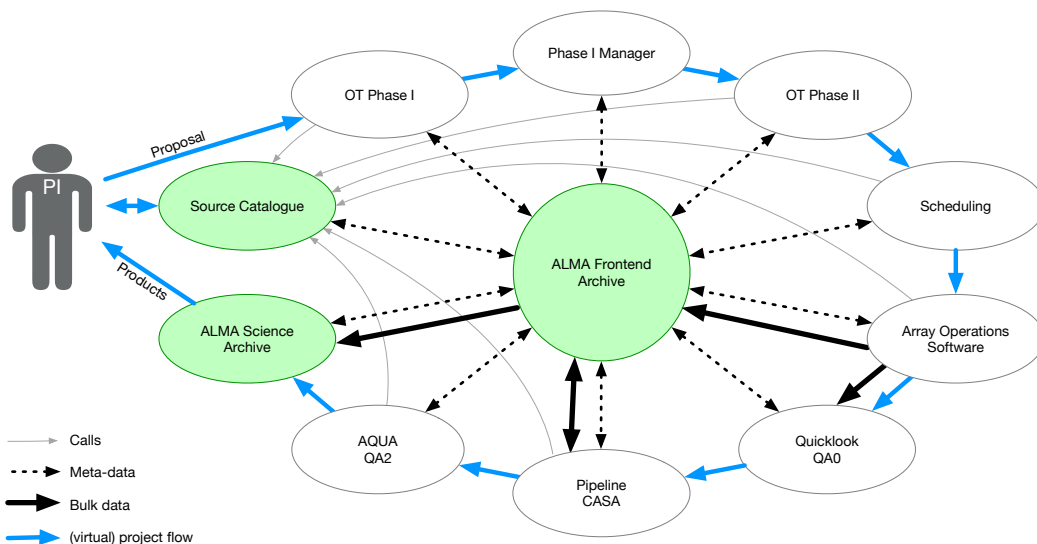 Phase I Manager
OT Phase I
OT Phase II
Proposal
PI
Source Catalogue
Scheduling
ALMA Frontend
Archive
Products
ALMA Science
Archive
Array Operations
Software
AQUA
QA2
Quicklook
QA0
Pipeline
CASA
Calls
Meta-data
Bulk data
(virtual) project flow